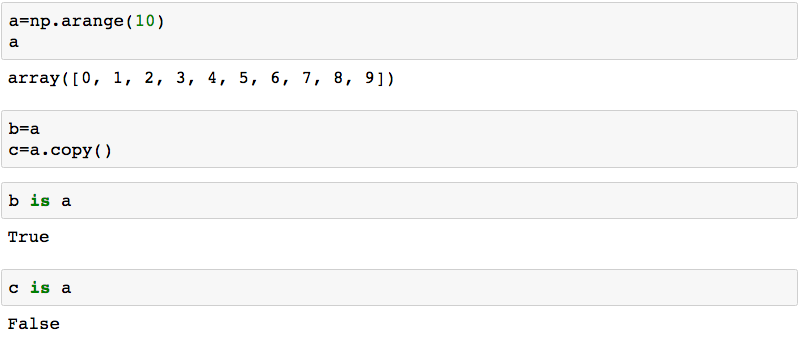 a=np.arange(10)
a
array([0, 1, 2, 3, 4, 5, 6, 7, 8, 9])
b=a
c=a.copy()
b is a
True
c is a
False